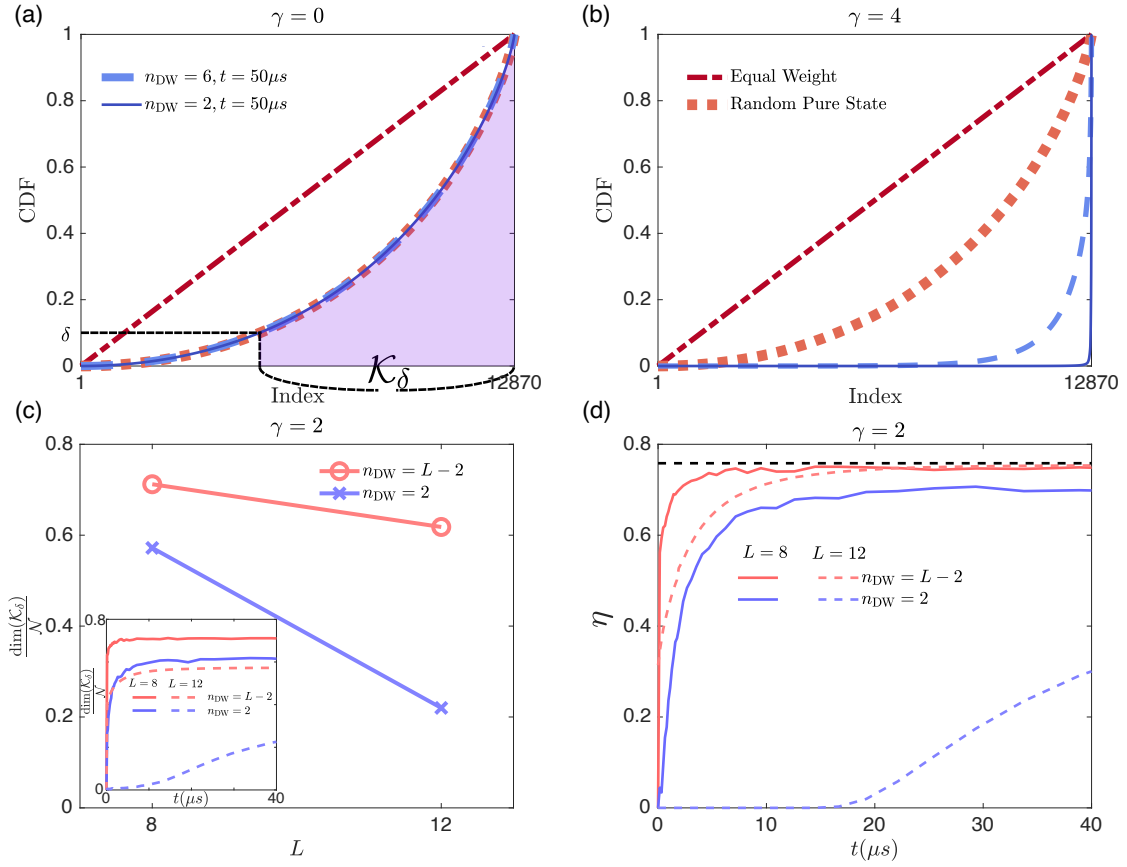 (a)
γ = 0
CDF
1
0.8
0.6
0.4
0.2
δ
0
n_DW = 6, t = 50μs
n_DW = 2, t = 50μs
𝒦_δ
1
Index
12870
(b)
γ = 4
CDF
1
0.8
0.6
0.4
0.2
0
Equal Weight
Random Pure State
1
Index
12870
(c)
γ = 2
dim(𝒦_δ)/𝒩
0.8
0.6
0.4
0.2
0
n_DW = L − 2
n_DW = 2
dim(𝒦_δ)/𝒩
0.8
0
L = 8 L = 12
n_DW = L − 2
n_DW = 2
0
t(μs)
40
8
12
L
(d)
γ = 2
η
0.8
0.6
0.4
0.2
0
L = 8 L = 12
n_DW = L − 2
n_DW = 2
0 10 20 30 40
t(μs)